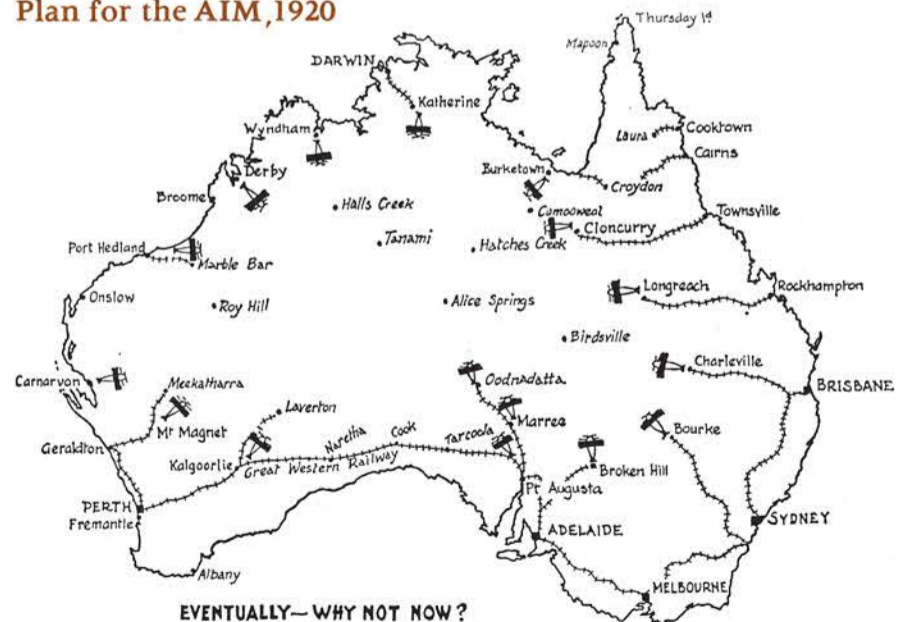 Plan for the AIM, 1920
Thursday Id
Mapoon
DARWIN
Katherine
Wyndham
Laura
Cooktown
Cairns
Derby
Burketown
Croydon
Broome
Halls Creek
Camooweal
Townsville
Cloncurry
Tanami
Hatches Creek
Port Hedland
Marble Bar
Longreach
Rockhampton
Onslow
Roy Hill
Alice Springs
Birdsville
Charleville
Carnarvon
Meekatharra
Oodnadatta
BRISBANE
Laverton
Marree
Mt Magnet
Bourke
Geraldton
Naretha
Cook
Tarcoola
Kalgoorlie
Great Western Railway
Broken Hill
Pt Augusta
PERTH
Fremantle
SYDNEY
ADELAIDE
Albany
MELBOURNE
EVENTUALLY—WHY NOT NOW?